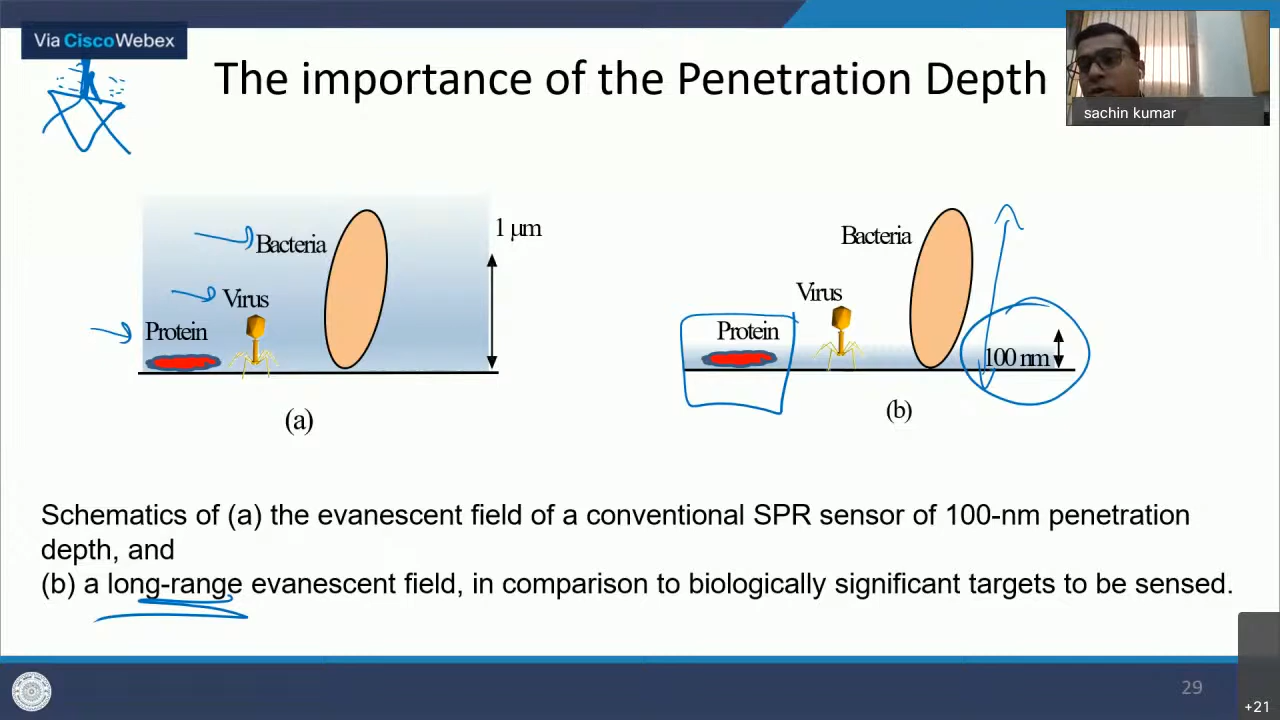 Via CiscoWebex
The importance of the Penetration Depth
sachin kumar
Bacteria
1 μm
Virus
Protein
(a)
Bacteria
Virus
Protein
100 nm
(b)
Schematics of (a) the evanescent field of a conventional SPR sensor of 100-nm penetration
depth, and
(b) a long-range evanescent field, in comparison to biologically significant targets to be sensed.
29
+21